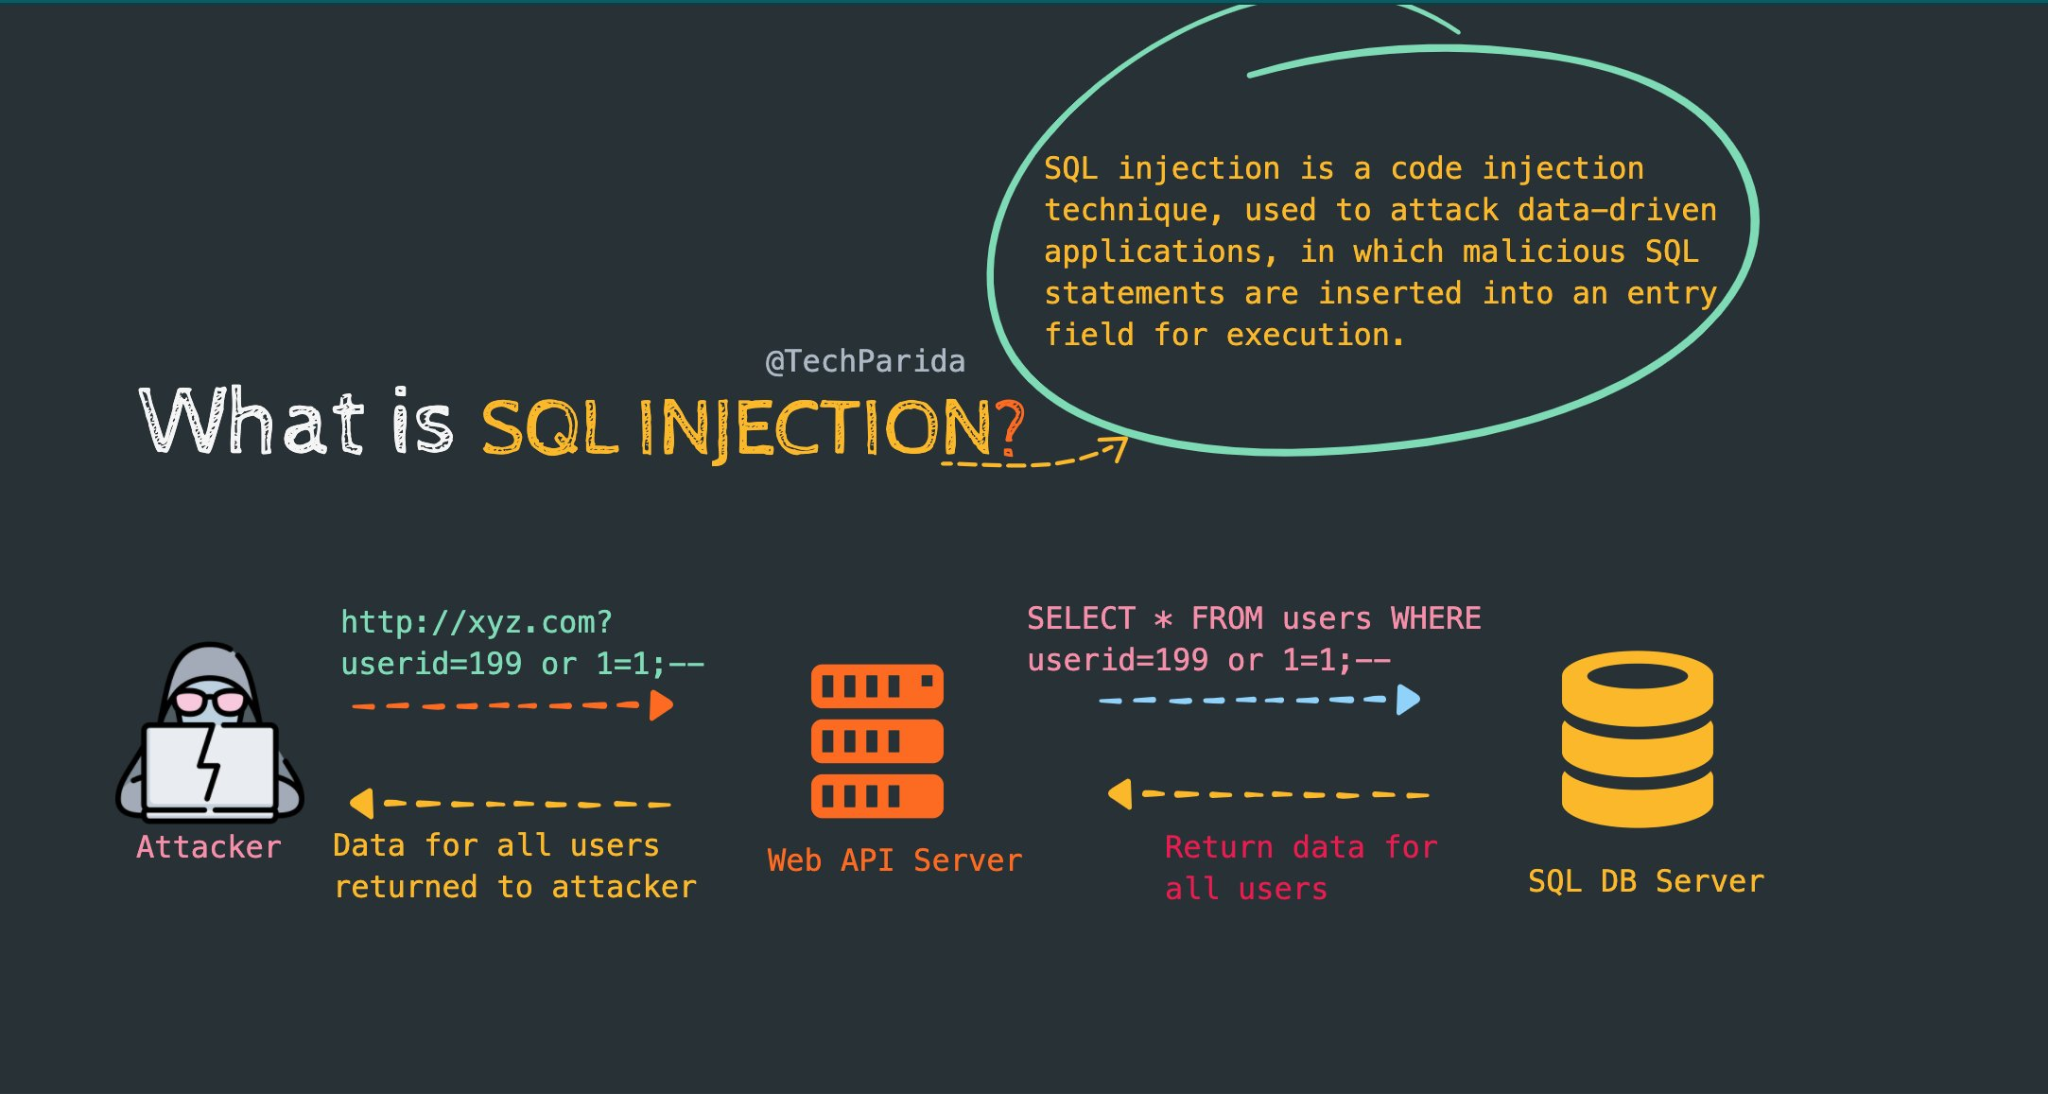 SQL injection is a code injection
technique, used to attack data-driven
applications, in which malicious SQL
statements are inserted into an entry
field for execution.
@TechParida
What is SQL INJECTION?
http://xyz.com?
userid=199 or 1=1;--
SELECT * FROM users WHERE
userid=199 or 1=1;--
Attacker
Data for all users
returned to attacker
Web API Server
Return data for
all users
SQL DB Server